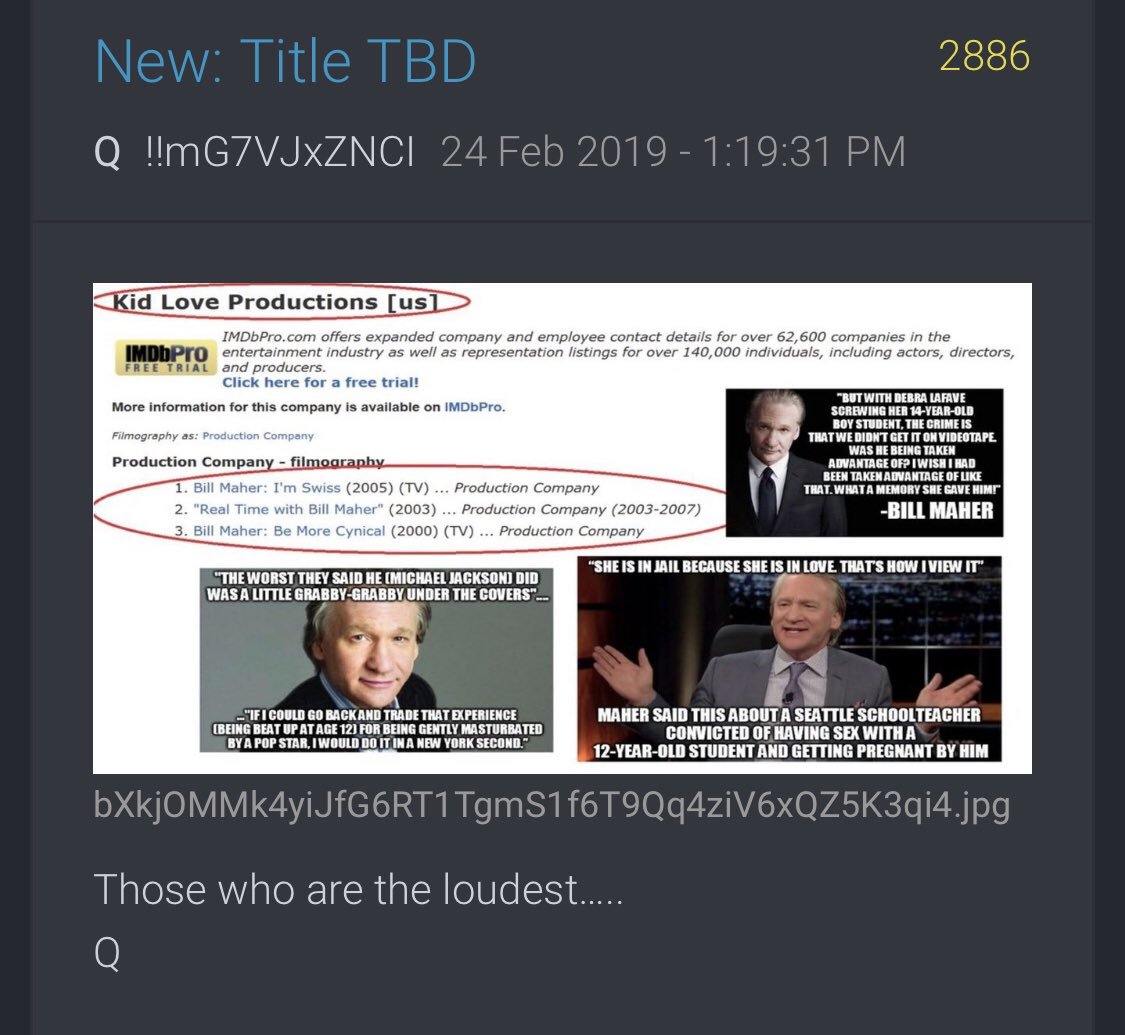 New: Title TBD
2886
Q !!mG7VJxZNCI 24 Feb 2019 - 1:19:31 PM
Kid Love Productions [us]
IMDbPro
FREE TRIAL
IMDbPro.com offers expanded company and employee contact details for over 62,600 companies in the
entertainment industry as well as representation listings for over 140,000 individuals, including actors, directors,
and producers.
Click here for a free trial!
More information for this company is available on IMDbPro.
Filmography as: Production Company
Production Company - filmography
1. Bill Maher: I'm Swiss (2005) (TV) ... Production Company
2. "Real Time with Bill Maher" (2003) ... Production Company (2003-2007)
3. Bill Maher: Be More Cynical (2000) (TV) ... Production Company
"BUT WITH DEBRA LAFAVE
SCREWING HER 14-YEAR-OLD
BOY STUDENT, THE CRIME IS
THAT WE DIDN'T GET IT ON VIDEOTAPE.
WAS HE BEING TAKEN
ADVANTAGE OF? I WISH I HAD
BEEN TAKEN ADVANTAGE OF LIKE
THAT. WHAT A MEMORY SHE GAVE HIM!"
-BILL MAHER
"THE WORST THEY SAID HE (MICHAEL JACKSON) DID
WAS A LITTLE GRABBY-GRABBY UNDER THE COVERS"...
..."IF I COULD GO BACK AND TRADE THAT EXPERIENCE
(BEING BEAT UP AT AGE 12) FOR BEING GENTLY MASTURBATED
BY A POP STAR, I WOULD DO IT IN A NEW YORK SECOND."
"SHE IS IN JAIL BECAUSE SHE IS IN LOVE. THAT'S HOW I VIEW IT"
MAHER SAID THIS ABOUT A SEATTLE SCHOOLTEACHER
CONVICTED OF HAVING SEX WITH A
12-YEAR-OLD STUDENT AND GETTING PREGNANT BY HIM
bXkjOMMk4yiJfG6RT1TgmS1f6T9Qq4ziV6xQZ5K3qi4.jpg
Those who are the loudest.....
Q